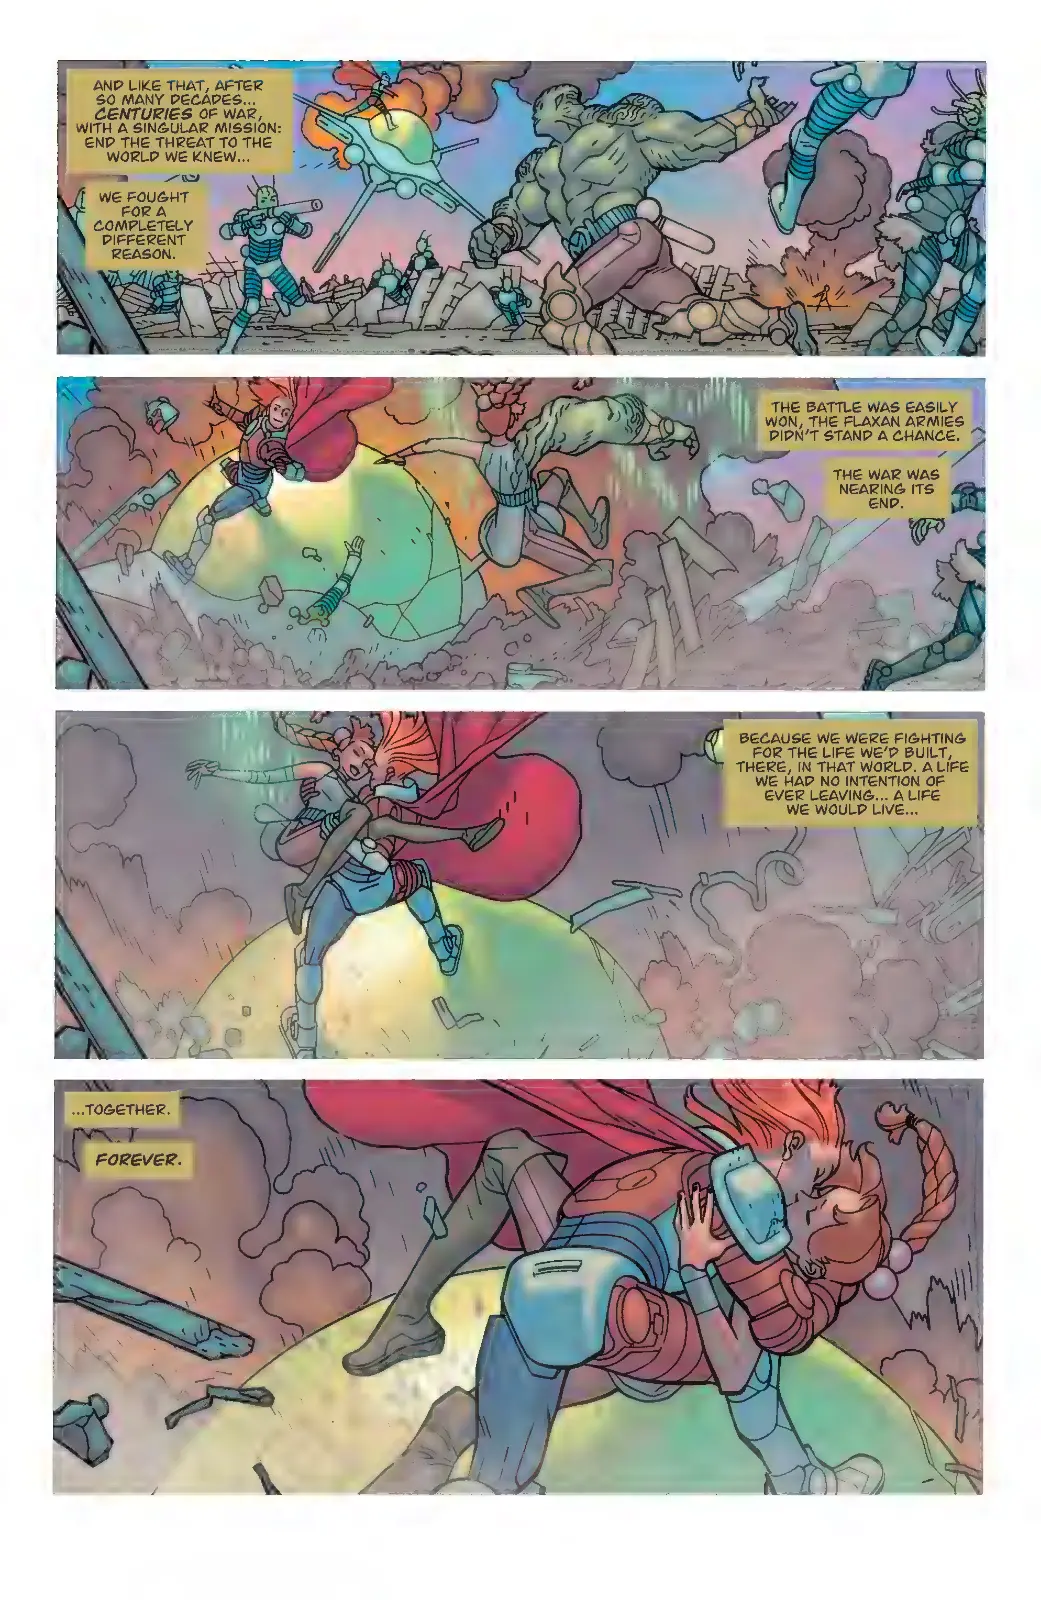 AND LIKE THAT, AFTER
SO MANY DECADES...
CENTURIES OF WAR,
WITH A SINGULAR MISSION:
END THE THREAT TO THE
WORLD WE KNEW...
WE FOUGHT
FOR A
COMPLETELY
DIFFERENT
REASON.
THE BATTLE WAS EASILY
WON, THE FLAXAN ARMIES
DIDN'T STAND A CHANCE.
THE WAR WAS
NEARING ITS
END.
BECAUSE WE WERE FIGHTING
FOR THE LIFE WE'D BUILT,
THERE, IN THAT WORLD. A LIFE
WE HAD NO INTENTION OF
EVER LEAVING... A LIFE
WE WOULD LIVE...
...TOGETHER.
FOREVER.